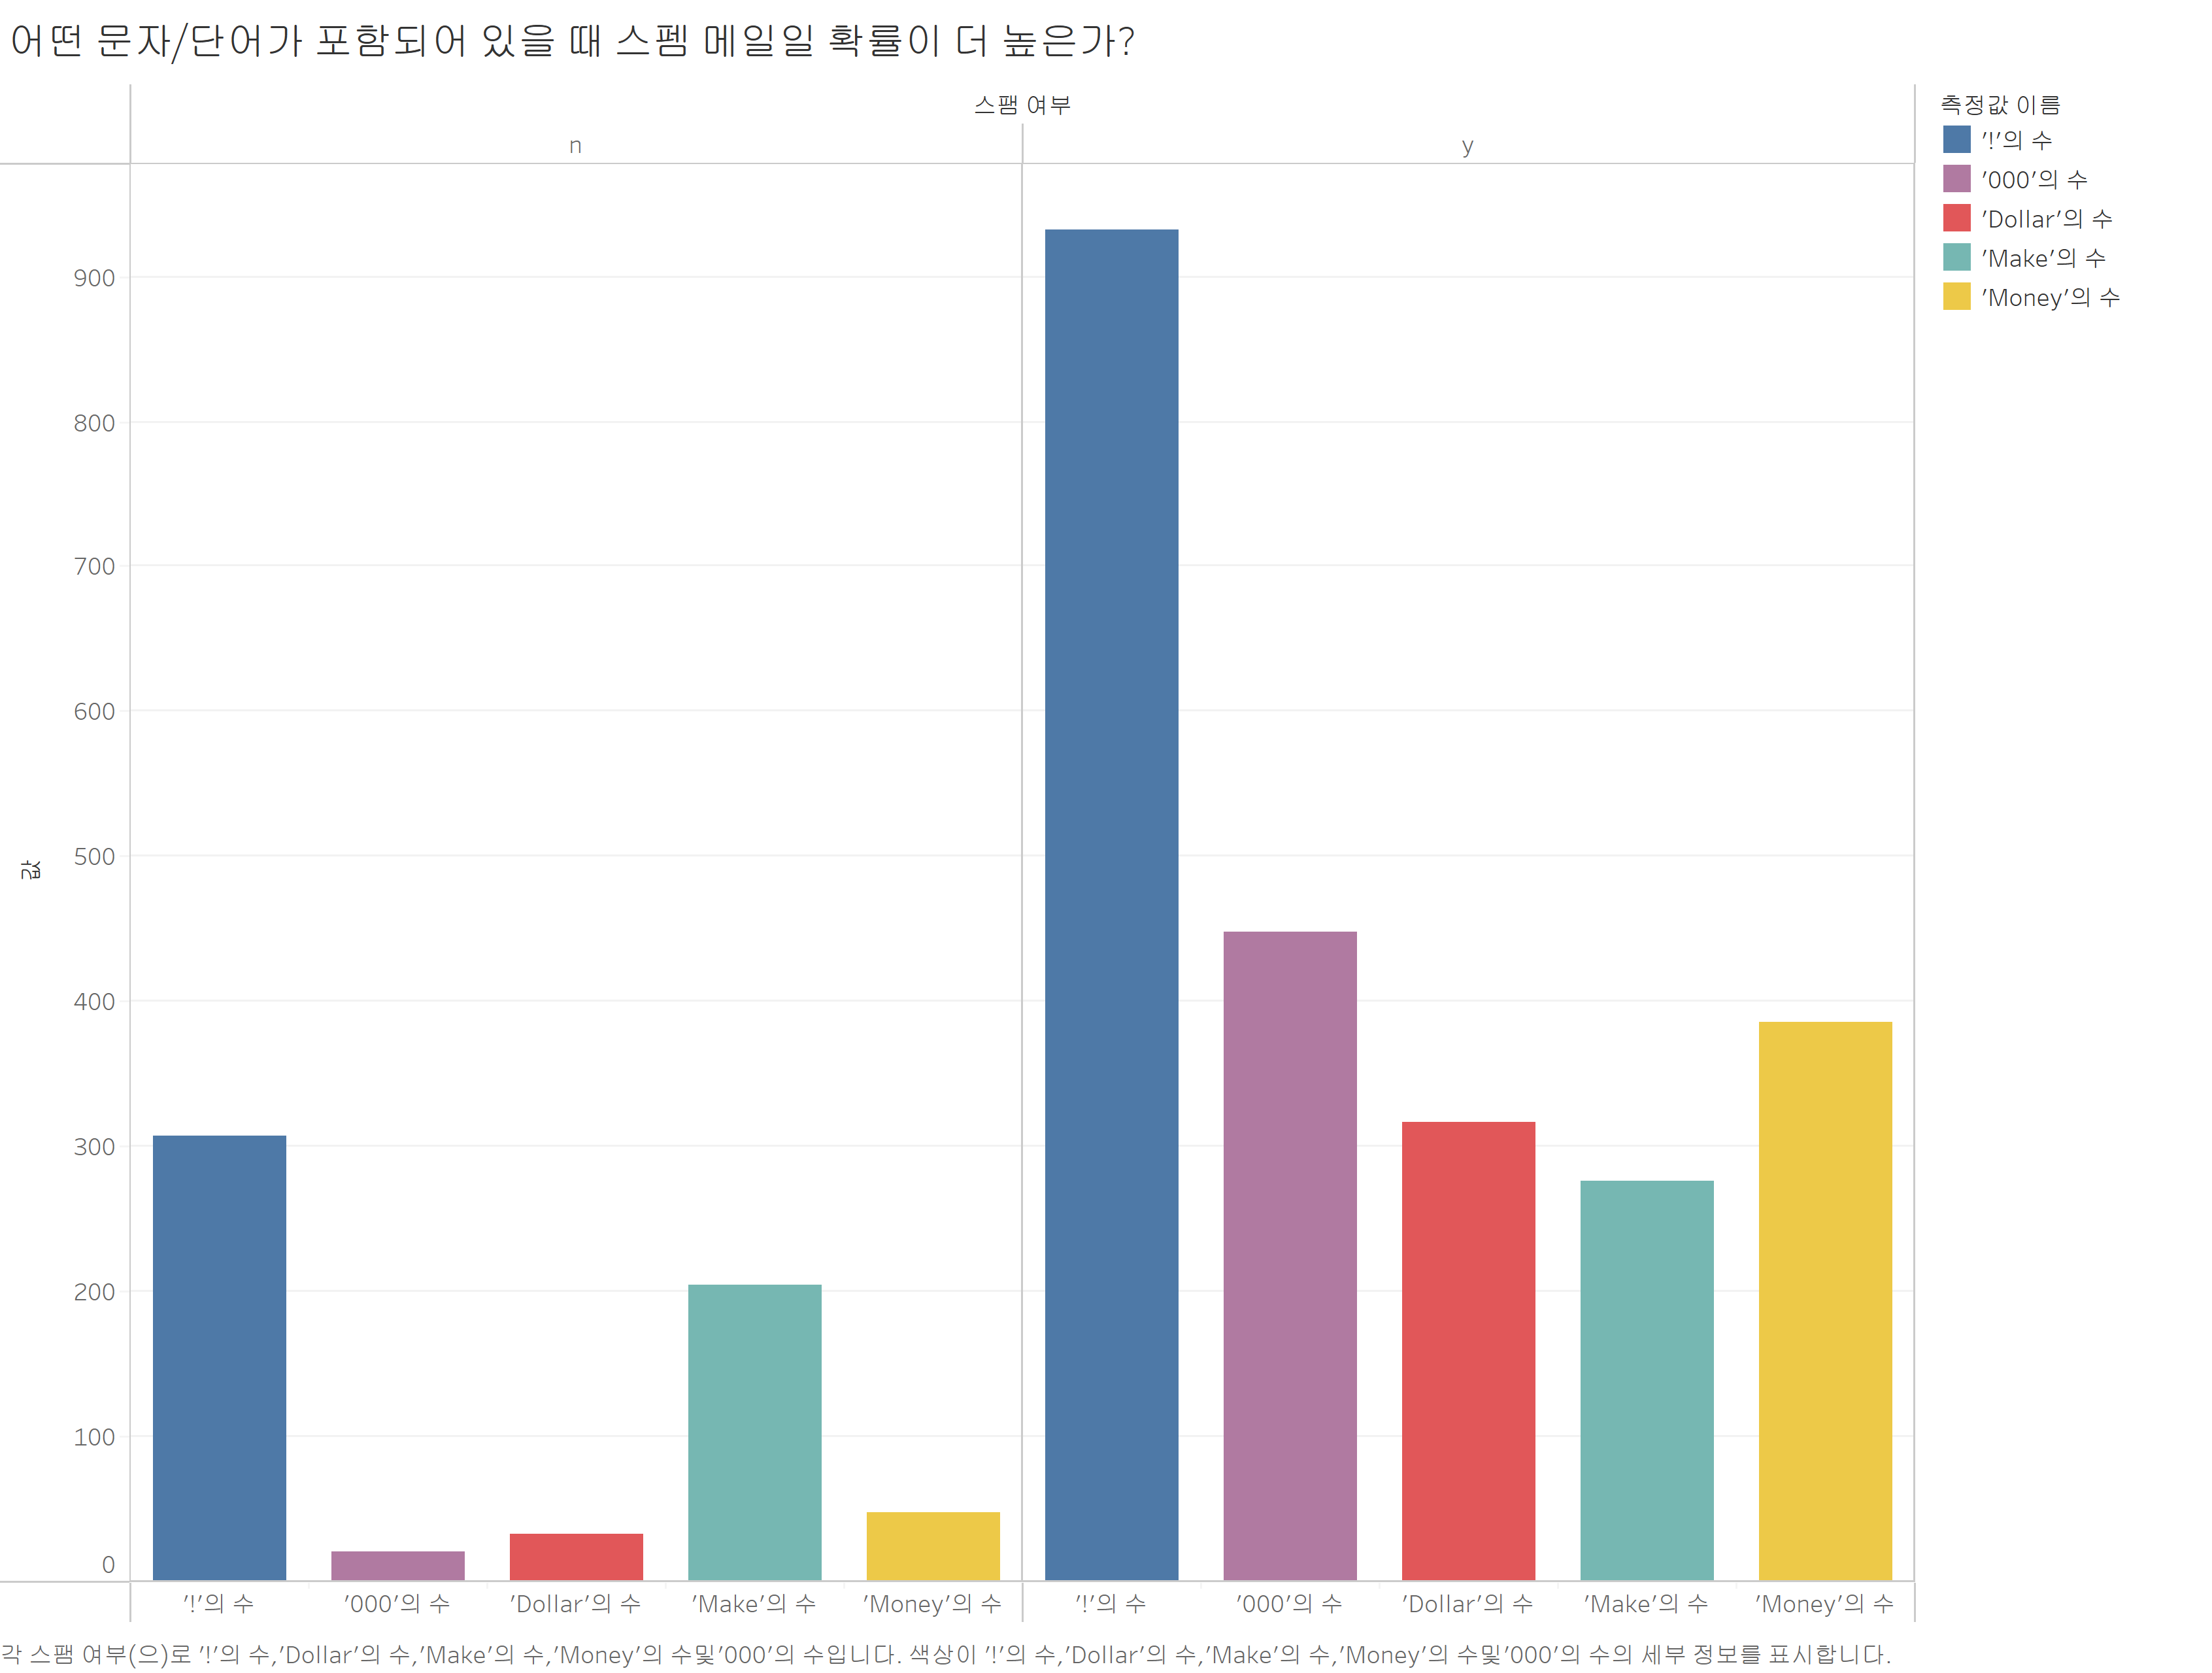 어떤 문자/단어가 포함되어 있을 때 스펨 메일일 확률이 더 높은가?
스팸 여부
n
y
900
800
700
600
500
400
300
200
100
0
값
'!'의 수
'000'의 수
'Dollar'의 수
'Make'의 수
'Money'의 수
'!'의 수
'000'의 수
'Dollar'의 수
'Make'의 수
'Money'의 수
각 스팸 여부(으)로 '!'의 수,'Dollar'의 수,'Make'의 수,'Money'의 수및'000'의 수입니다. 색상이 '!'의 수,'Dollar'의 수,'Make'의 수,'Money'의 수및'000'의 수의 세부 정보를 표시합니다.
측정값 이름
'!'의 수
'000'의 수
'Dollar'의 수
'Make'의 수
'Money'의 수